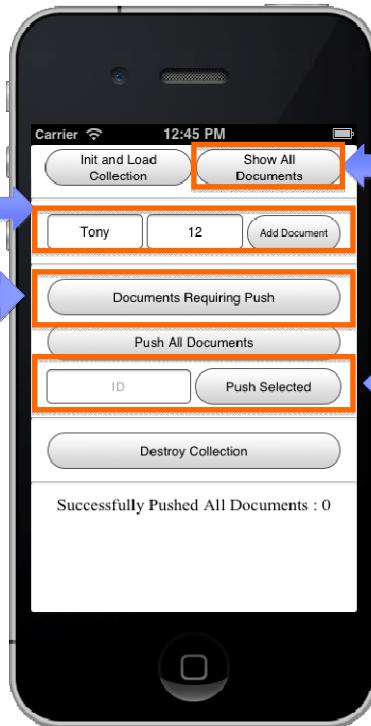 Carrier 12:45 PM
Init and Load
Collection
Show All
Documents
Tony 12 Add Document
Documents Requiring Push
Push All Documents
ID Push Selected
Destroy Collection
Successfully Pushed All Documents : 0